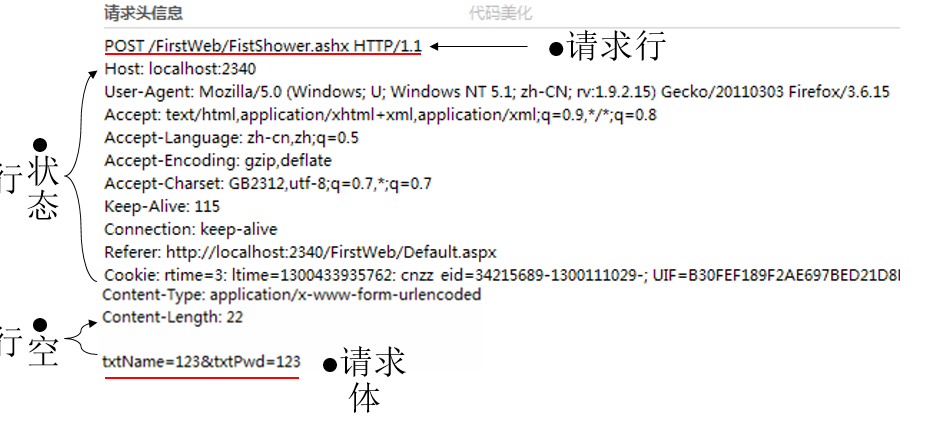 请求头信息 代码美化
POST /FirstWeb/FistShower.ashx HTTP/1.1
●请求行
Host: localhost:2340
User-Agent: Mozilla/5.0 (Windows; U; Windows NT 5.1; zh-CN; rv:1.9.2.15) Gecko/20110303 Firefox/3.6.15
Accept: text/html,application/xhtml+xml,application/xml;q=0.9,*/*;q=0.8
Accept-Language: zh-cn,zh;q=0.5
Accept-Encoding: gzip,deflate
Accept-Charset: GB2312,utf-8;q=0.7,*;q=0.7
Keep-Alive: 115
Connection: keep-alive
Referer: http://localhost:2340/FirstWeb/Default.aspx
Cookie: rtime=3; ltime=1300433935762; cnzz_eid=34215689-1300111029-; UIF=B30FEF189F2AE697BED21D8
●状态
行
Content-Type: application/x-www-form-urlencoded
Content-Length: 22
●空
行
txtName=123&txtPwd=123
●请求
体